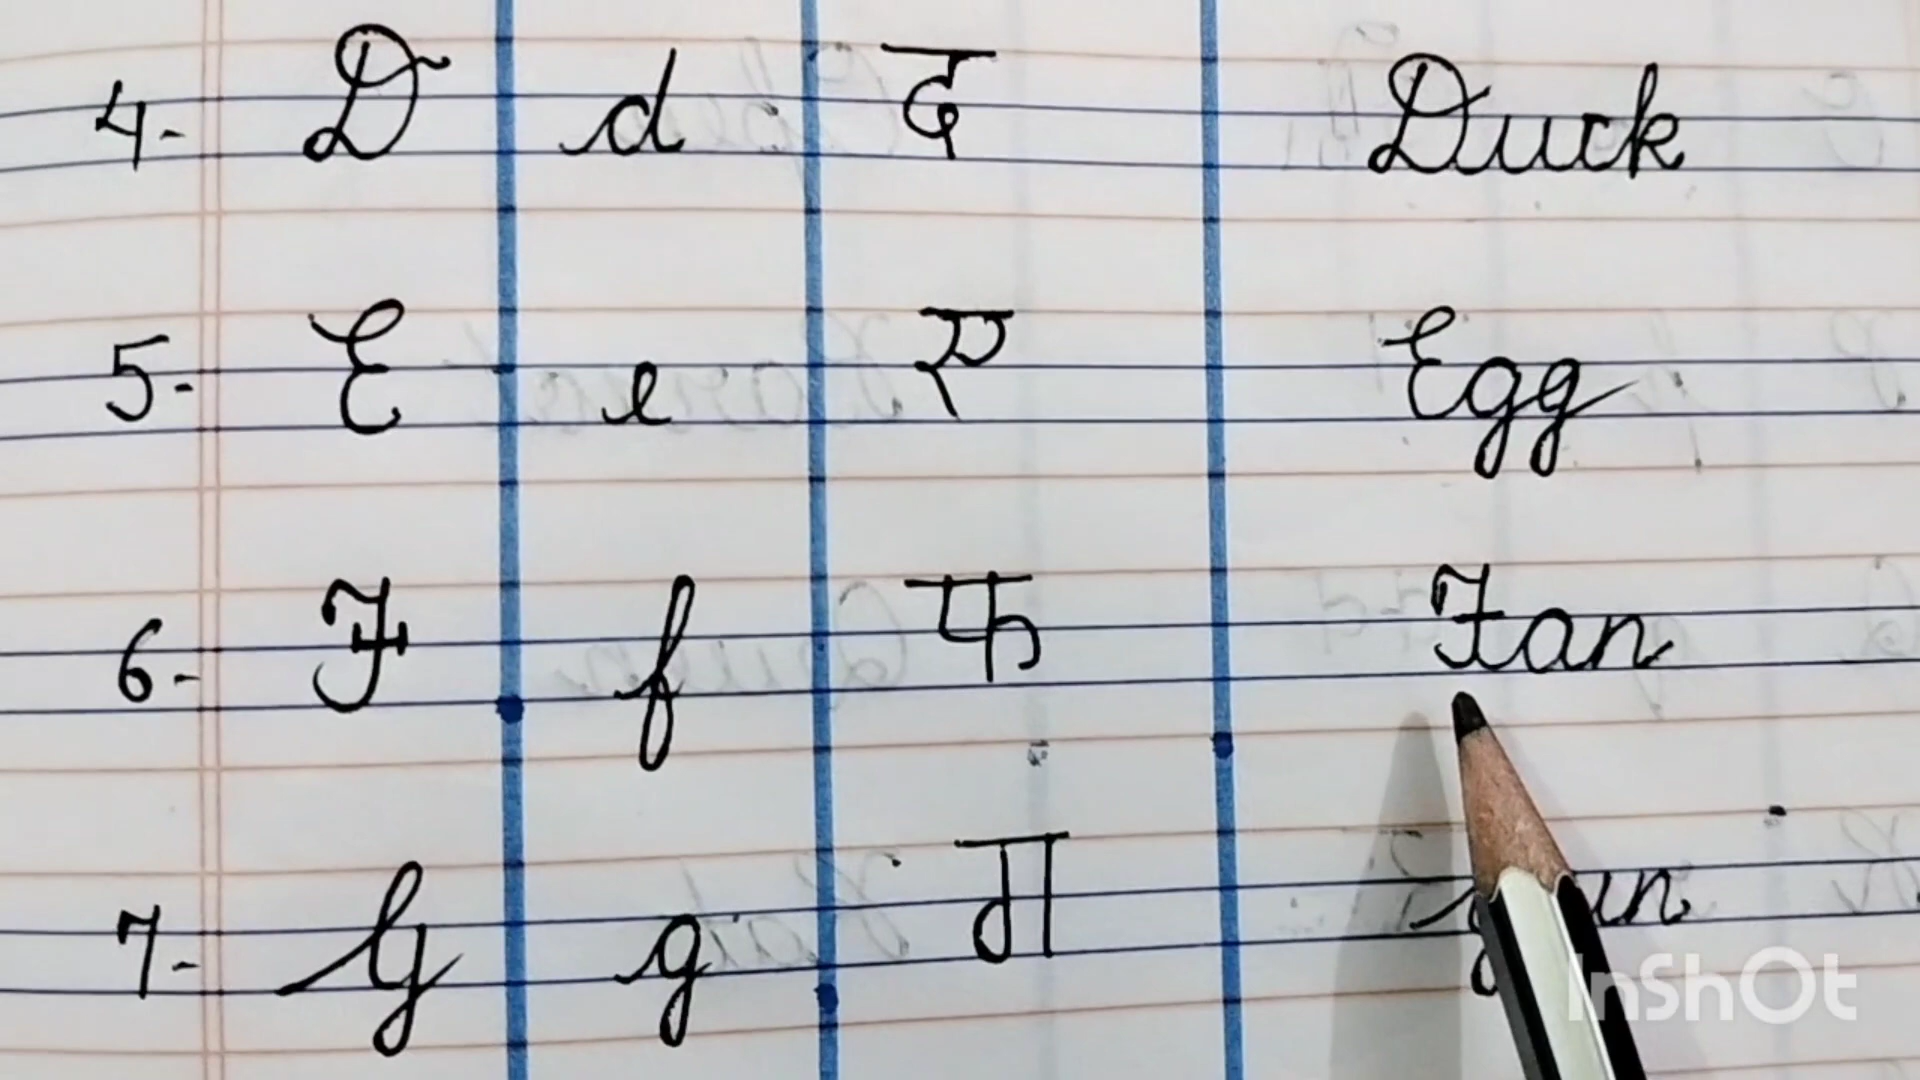 4- D d द Duck
5- E e ए Egg
6- F f फ Fan
7- G g ग
InShOt